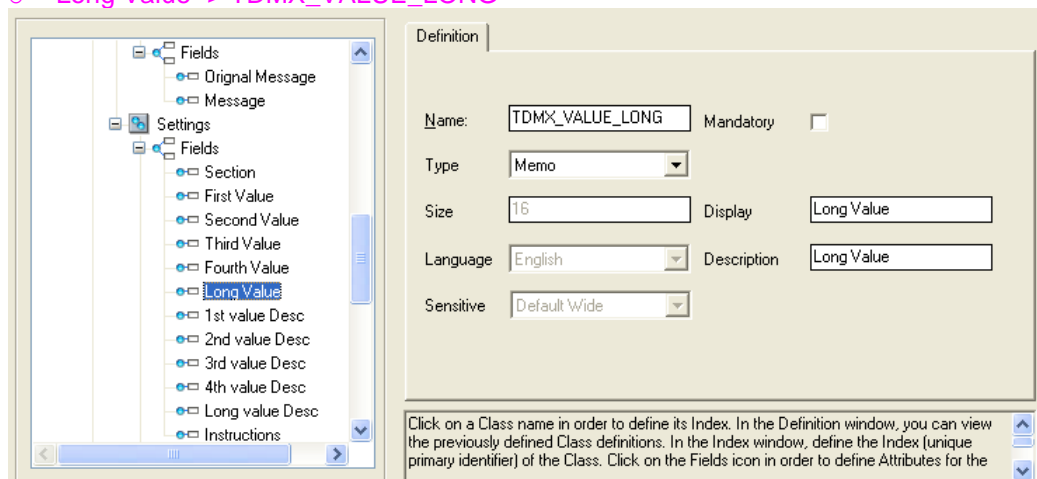 Long Value -> TDMX_VALUE_LONG
Definition
Fields
Orignal Message
Message
Settings
Fields
Section
First Value
Second Value
Third Value
Fourth Value
Long Value
1st value Desc
2nd value Desc
3rd value Desc
4th value Desc
Long value Desc
Instructions
Name: TDMX_VALUE_LONG Mandatory
Type Memo
Size 16 Display Long Value
Language English Description Long Value
Sensitive Default Wide
Click on a Class name in order to define its Index. In the Definition window, you can view
the previously defined Class definitions. In the Index window, define the Index (unique
primary identifier) of the Class. Click on the Fields icon in order to define Attributes for the